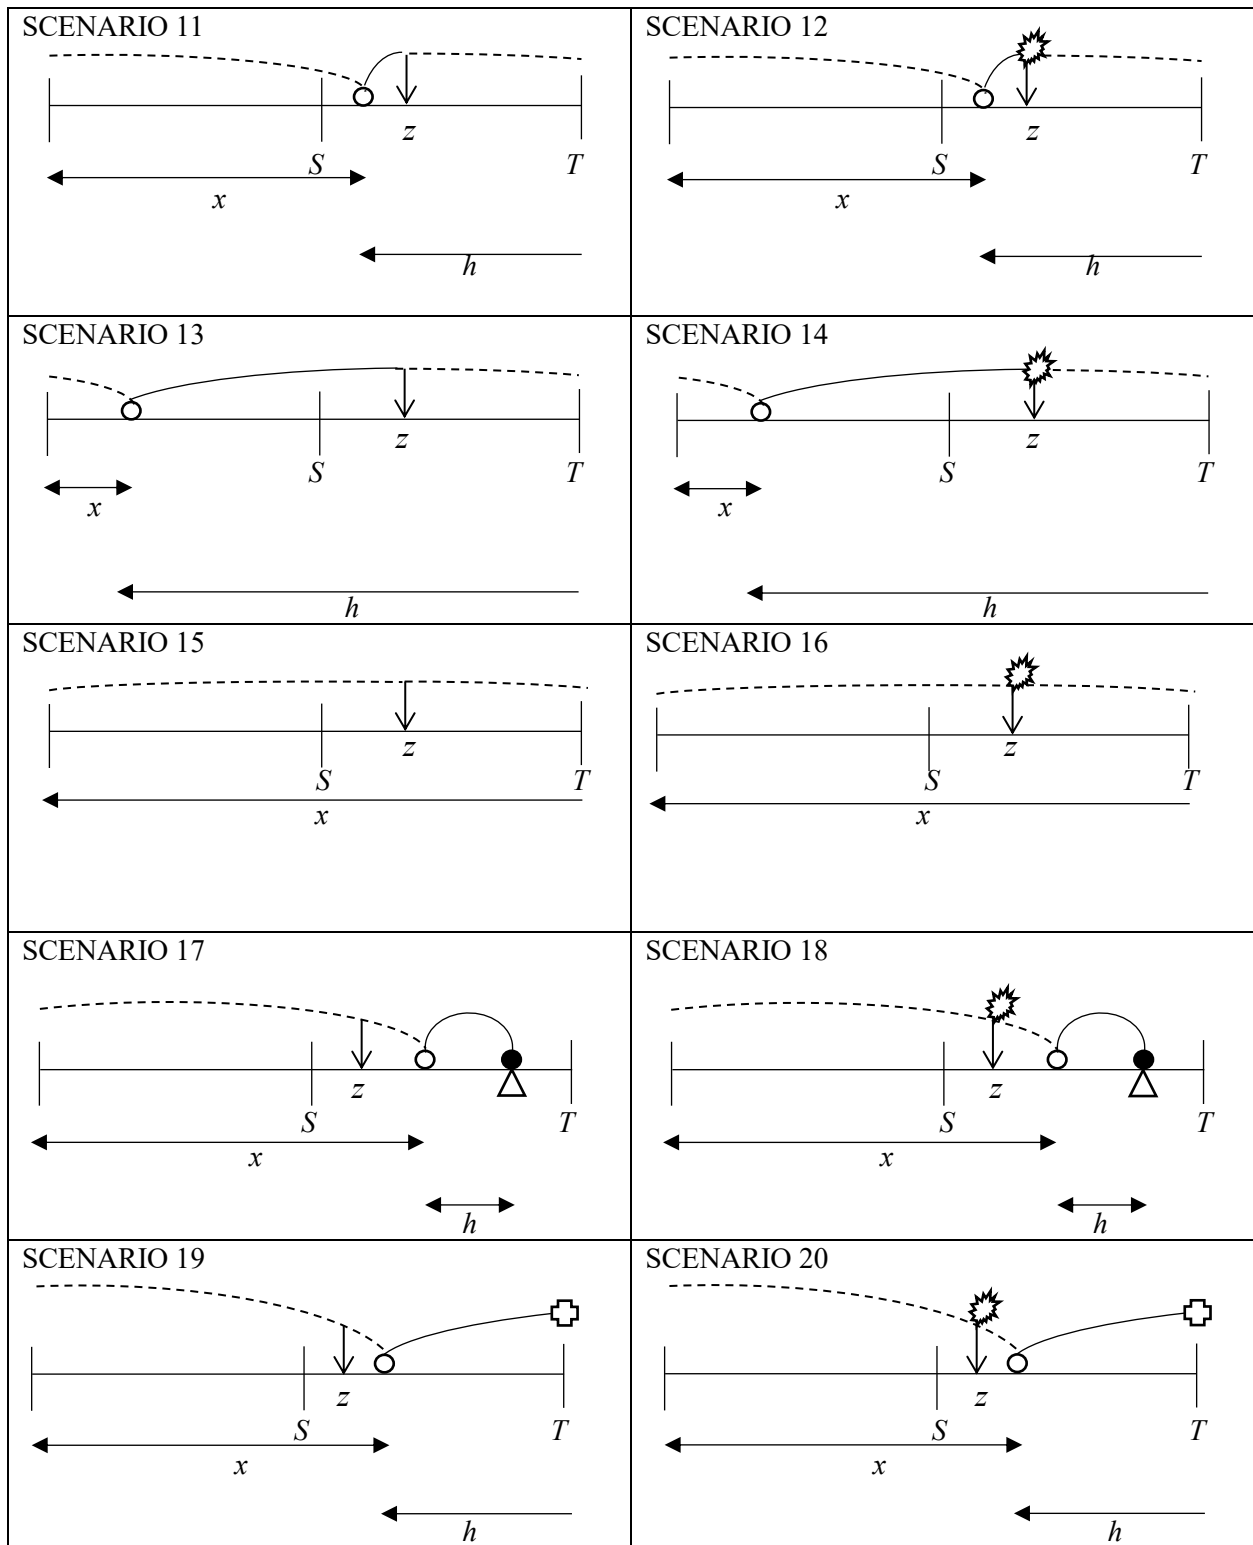 SCENARIO 11
z
S
T
x
h
SCENARIO 12
z
S
T
x
h
SCENARIO 13
z
S
T
x
h
SCENARIO 14
z
S
T
x
h
SCENARIO 15
z
S
T
x
SCENARIO 16
z
S
T
x
SCENARIO 17
z
S
T
x
h
SCENARIO 18
z
S
T
x
h
SCENARIO 19
z
S
T
x
h
SCENARIO 20
z
S
T
x
h